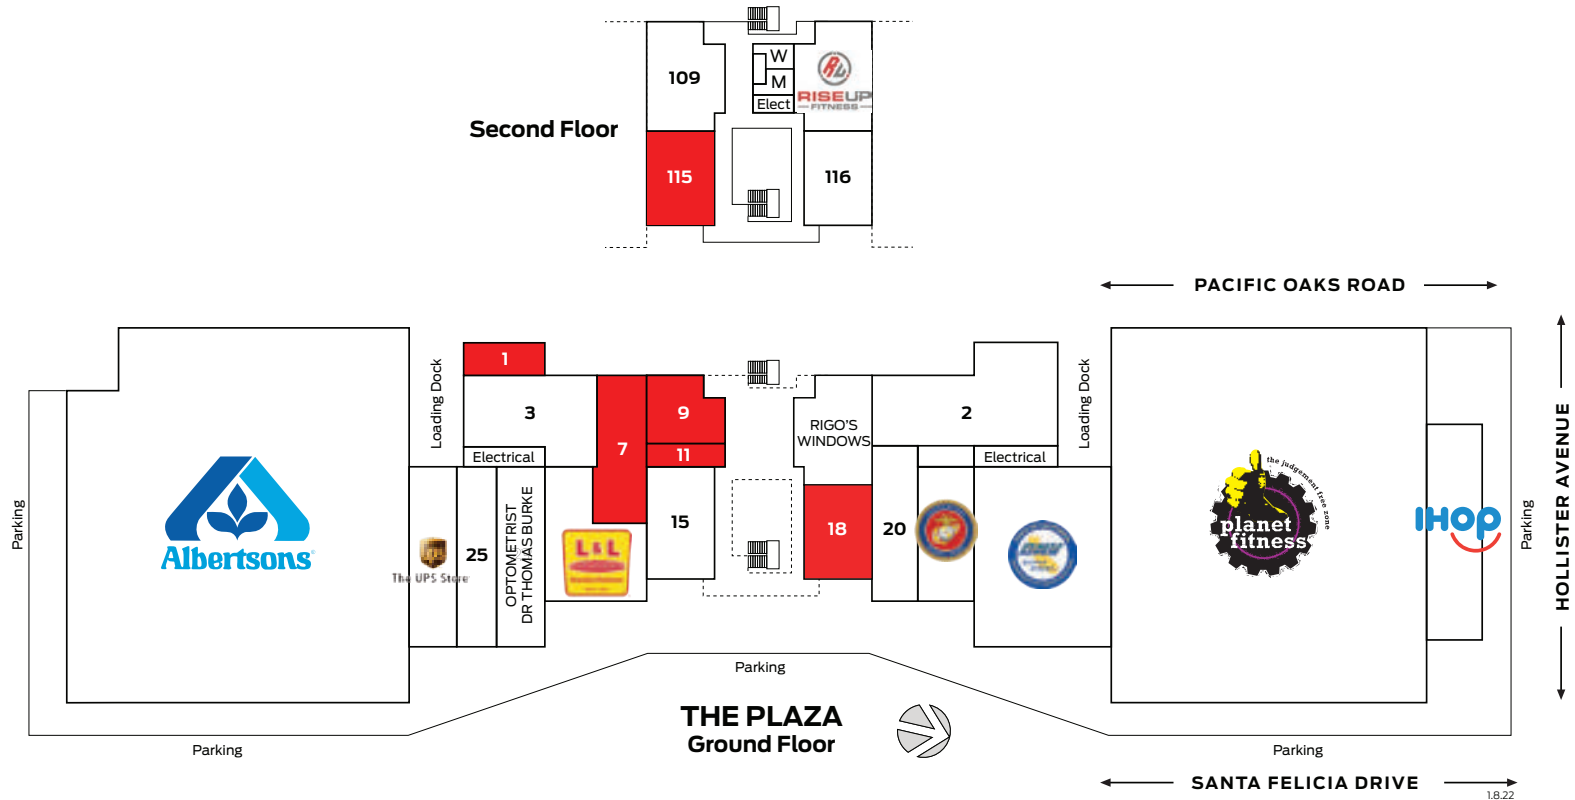 109
W
M
Elect
RISEUP
FITNESS
Second Floor
115
116
PACIFIC OAKS ROAD
Loading Dock
1
3
Electrical
7
9
11
15
RIGO'S
WINDOWS
18
2
Electrical
20
Loading Dock
Parking
Albertsons
The UPS Store
25
OPTOMETRIST
DR THOMAS BURKE
L&L
the judgement free zone
planet
fitness
IHOP
Parking
HOLLISTER AVENUE
Parking
THE PLAZA
Ground Floor
Parking
Parking
SANTA FELICIA DRIVE
1.8.22